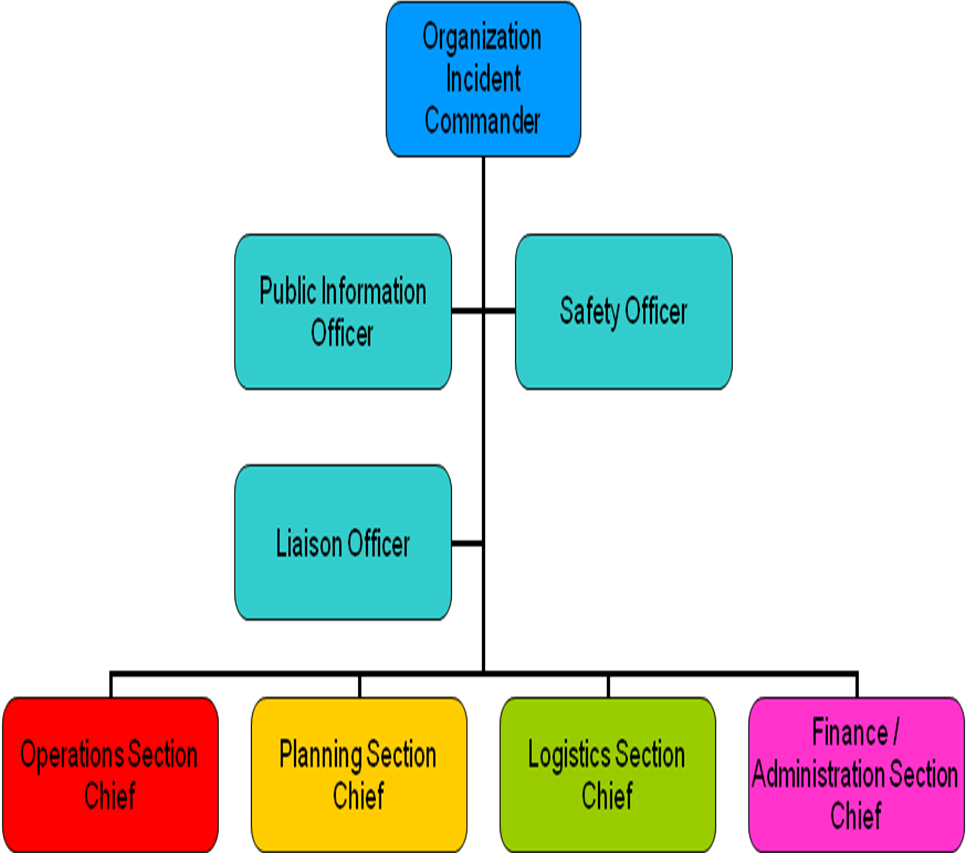 Organization
Incident
Commander
Public Information
Officer
Safety Officer
Liaison Officer
Operations Section
Chief
Planning Section
Chief
Logistics Section
Chief
Finance /
Administration Section
Chief